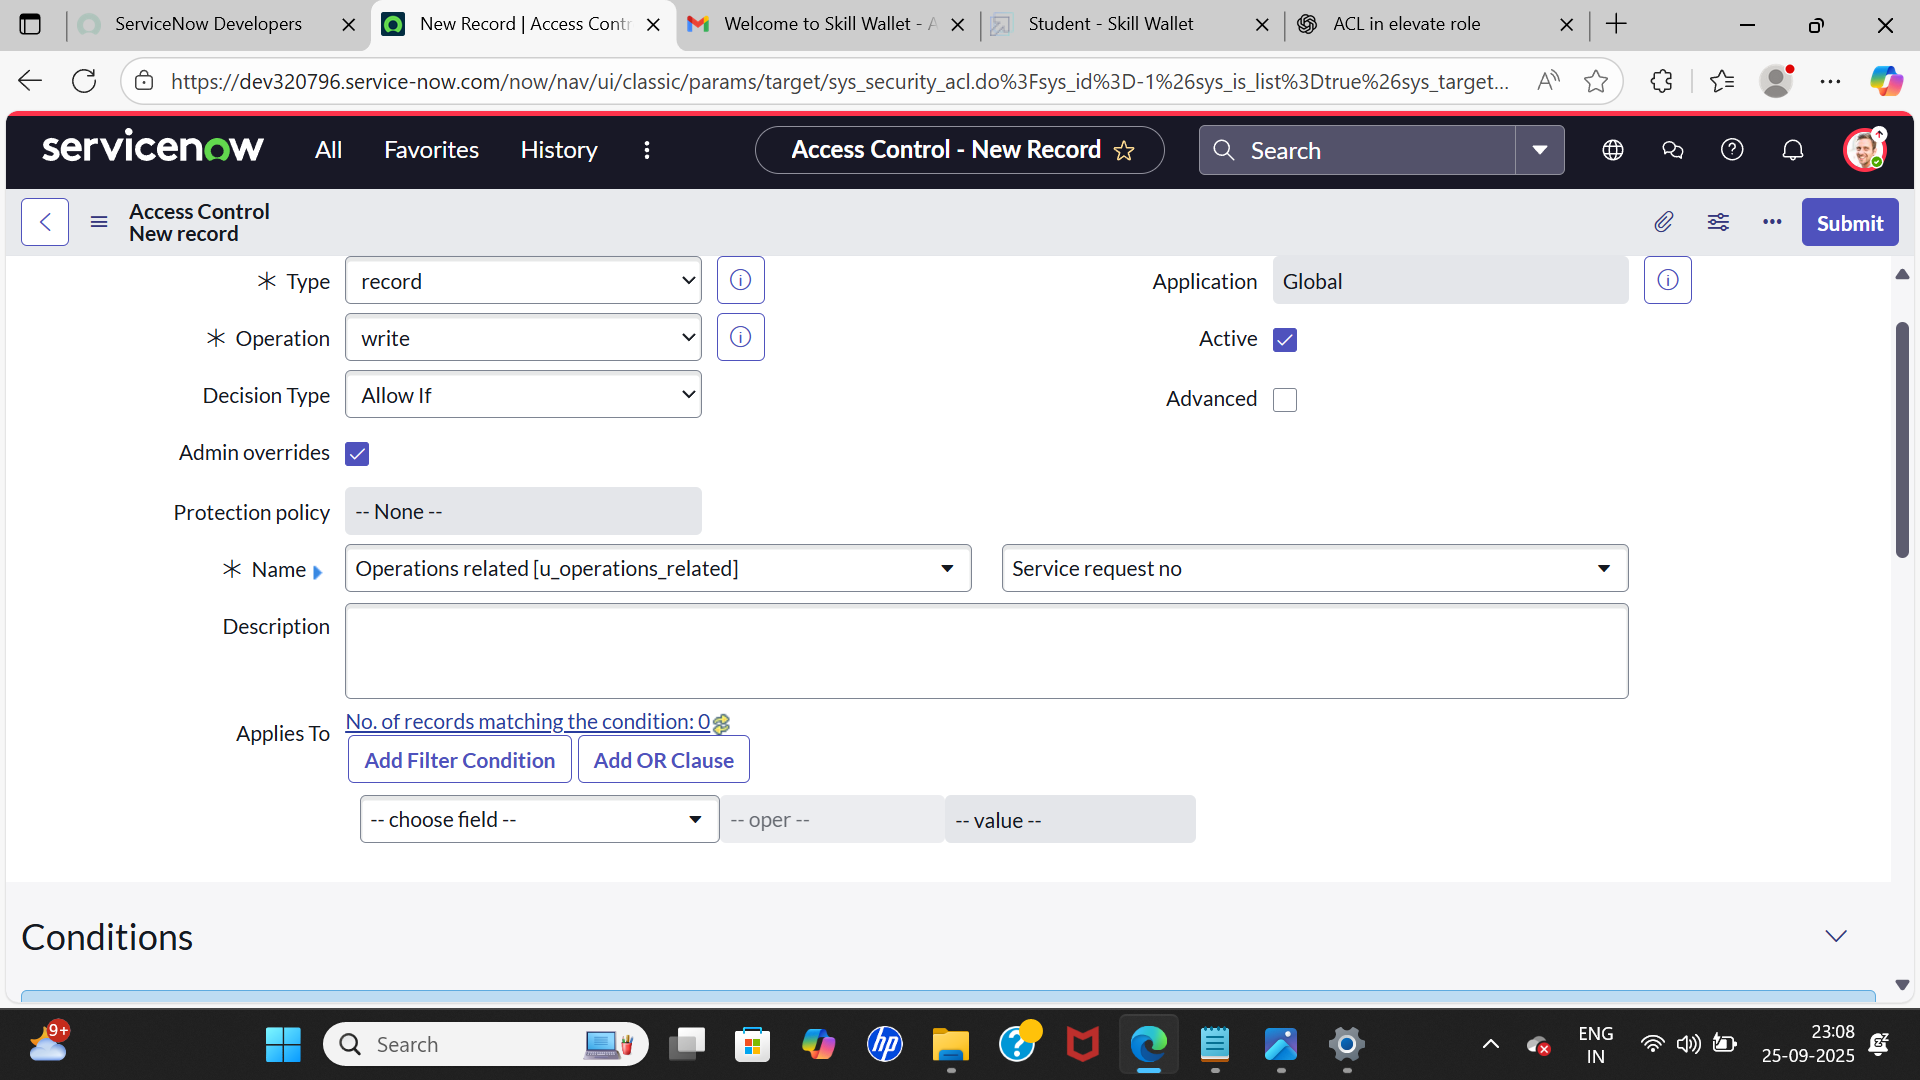 ServiceNow Developers
New Record | Access Contr
Welcome to Skill Wallet - A
Student - Skill Wallet
ACL in elevate role
https://dev320796.service-now.com/now/nav/ui/classic/params/target/sys_security_acl.do%3Fsys_id%3D-1%26sys_is_list%3Dtrue%26sys_target...
servicenow
All
Favorites
History
Access Control - New Record
Search
Access Control
New record
Submit
Type
record
Application
Global
Operation
write
Active
Decision Type
Allow If
Advanced
Admin overrides
Protection policy
-- None --
Name
Operations related [u_operations_related]
Service request no
Description
Applies To
No. of records matching the condition: 0
Add Filter Condition
Add OR Clause
-- choose field --
-- oper --
-- value --
Conditions
9+
Search
hp
ENG
IN
23:08
25-09-2025